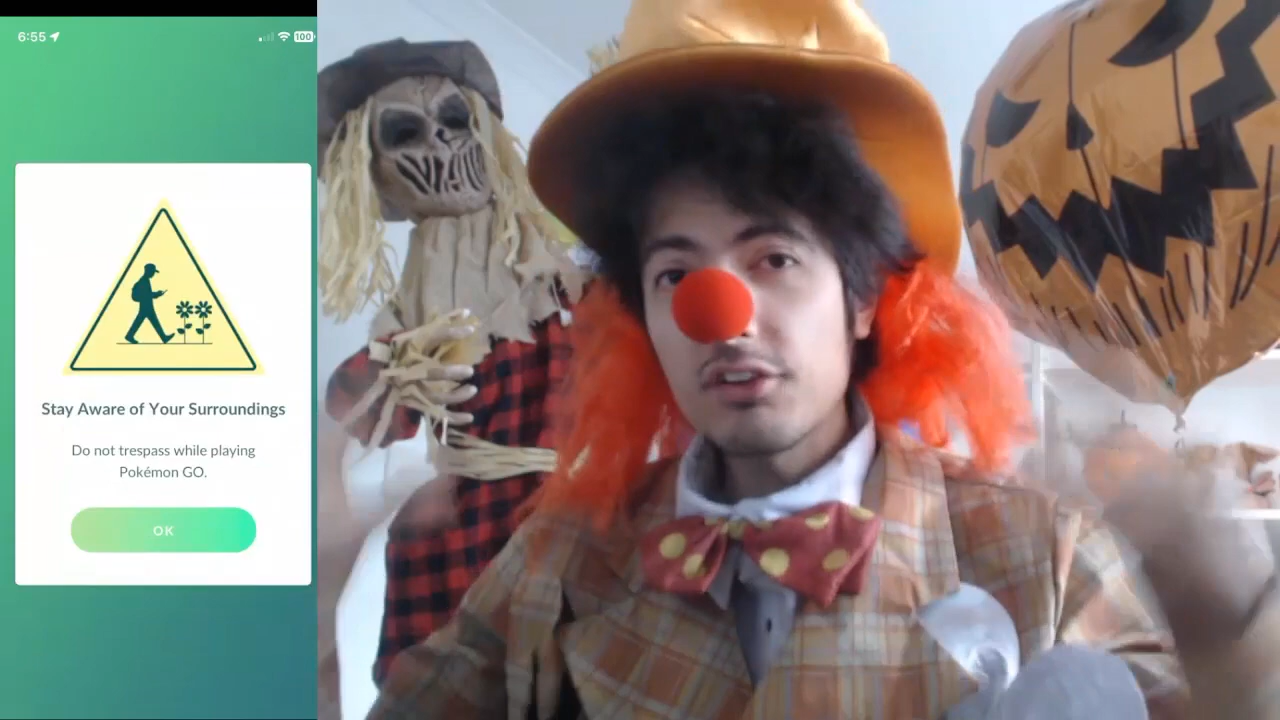 6:55
100
Stay Aware of Your Surroundings
Do not trespass while playing
Pokémon GO.
OK